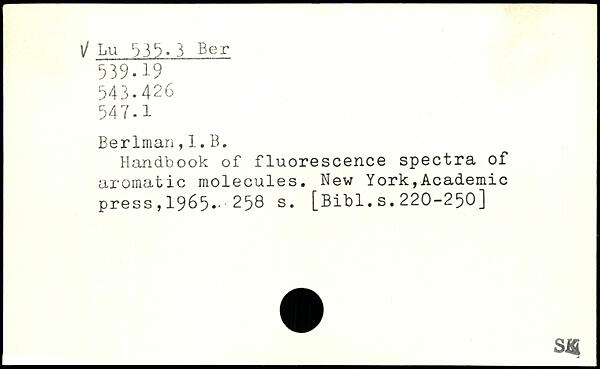 √ Lu 535.3 Ber
539.19
543.426
547.1
Berlman,I.B.
Handbook of fluorescence spectra of
aromatic molecules. New York,Academic
press,1965. 258 s. [Bibl.s.220-250]